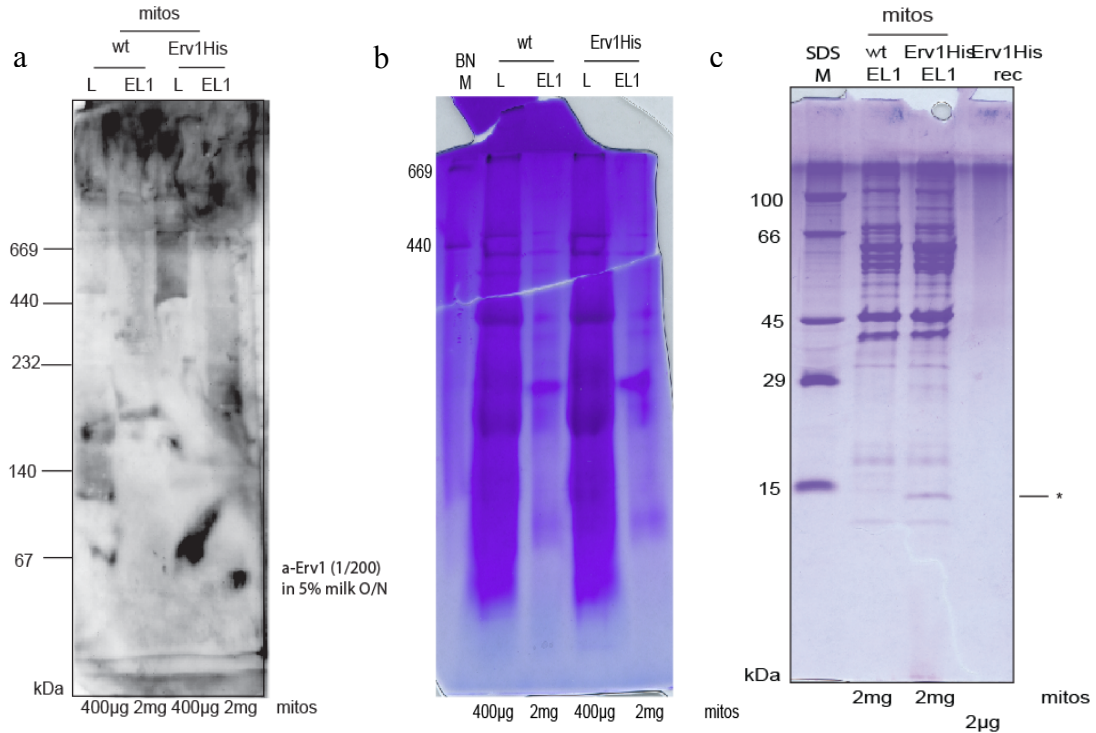 a
mitos
wt Erv1His
L EL1 L EL1
669
440
232
140
67
kDa
400µg 2mg 400µg 2mg mitos
a-Erv1 (1/200)
in 5% milk O/N
b
BN wt Erv1His
M L EL1 L EL1
669
440
400µg 2mg 400µg 2mg mitos
c
mitos
SDS wt Erv1His Erv1His
M EL1 EL1 rec
100
66
45
29
15
*
kDa
2mg 2mg mitos
2µg